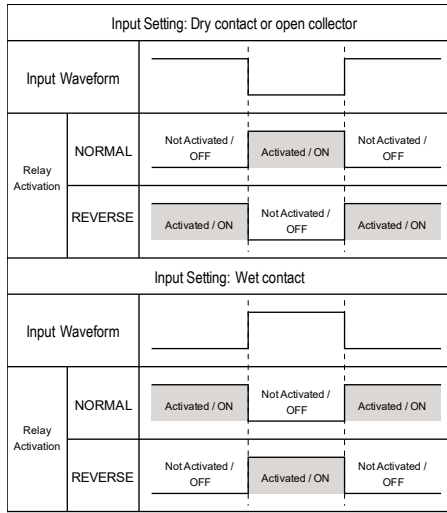 Input Setting: Dry contact or open collector
Input Waveform
Relay
Activation
NORMAL
Not Activated /
OFF
Activated / ON
Not Activated /
OFF
REVERSE
Activated / ON
Not Activated /
OFF
Activated / ON
Input Setting: Wet contact
Input Waveform
Relay
Activation
NORMAL
Activated / ON
Not Activated /
OFF
Activated / ON
REVERSE
Not Activated /
OFF
Activated / ON
Not Activated /
OFF